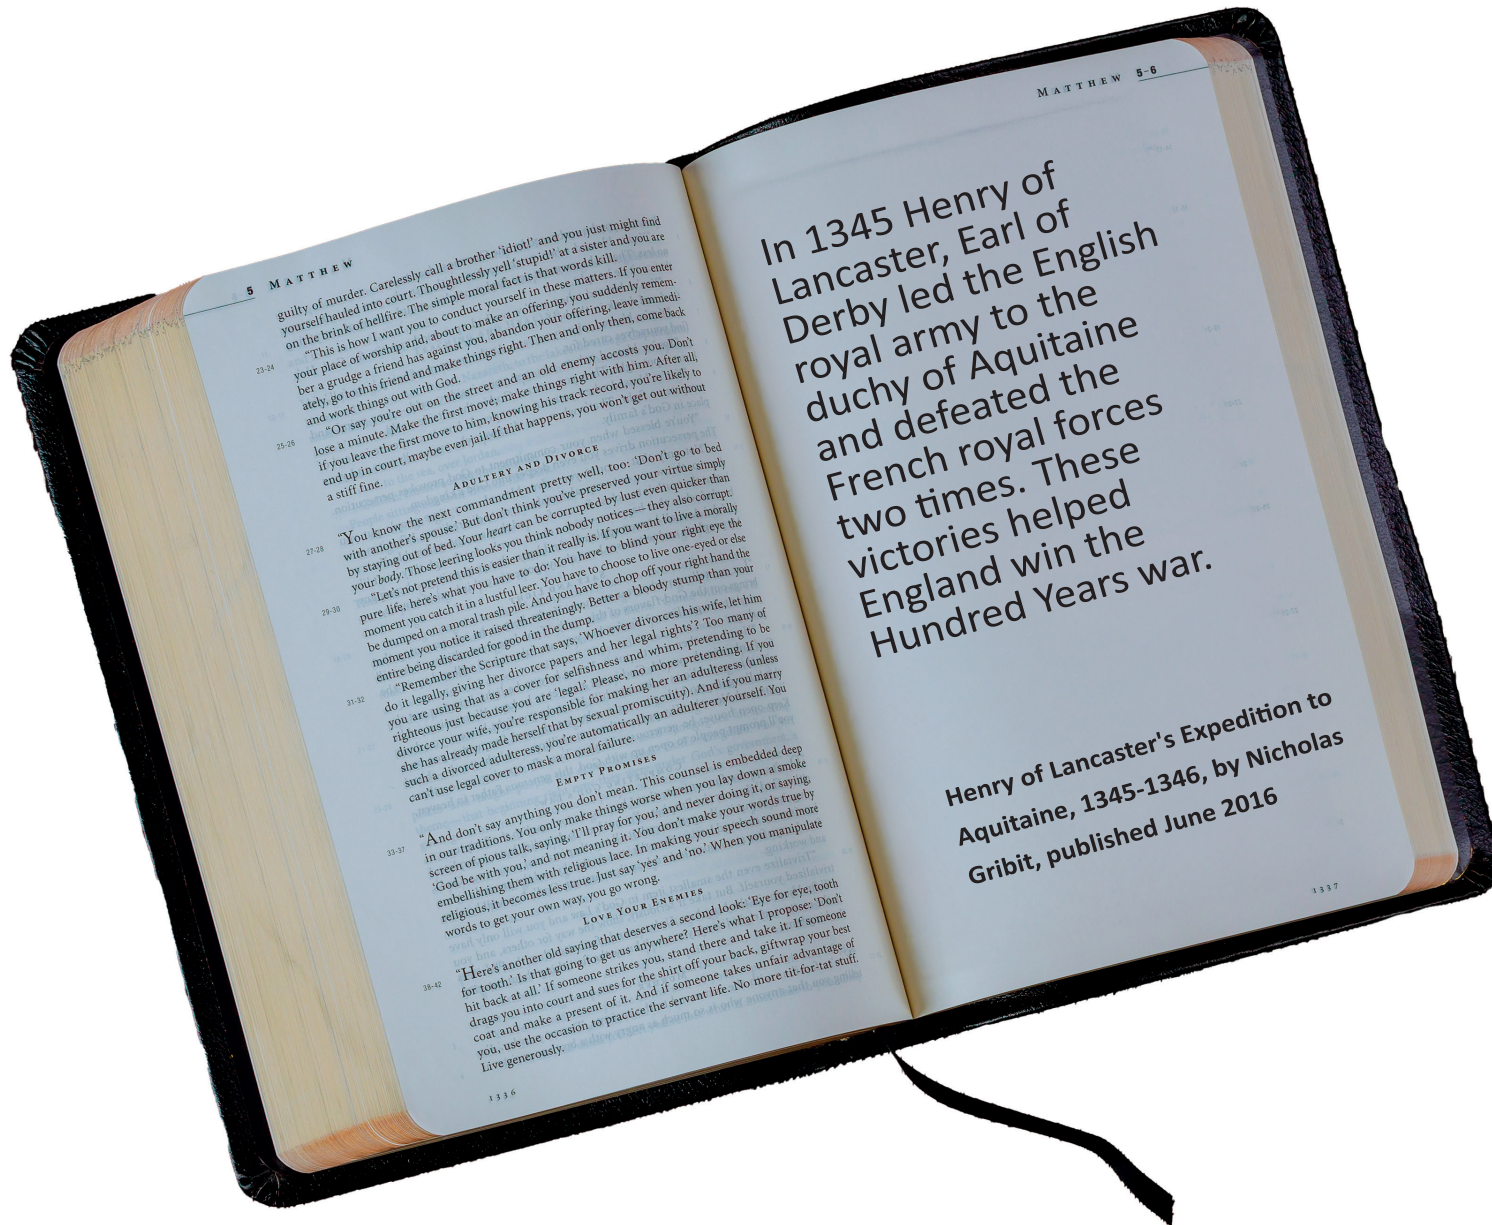 5 MATTHEW
guilty of murder. Carelessly call a brother ‘idiot!’ and you just might find
yourself hauled into court. Thoughtlessly yell ‘stupid!’ at a sister and you are
on the brink of hellfire. The simple moral fact is that words kill.
23-24 “This is how I want you to conduct yourself in these matters. If you enter
your place of worship and, about to make an offering, you suddenly remem-
ber a grudge a friend has against you, abandon your offering, leave immedi-
ately, go to this friend and make things right. Then and only then, come back
and work things out with God.
25-26 “Or say you’re out on the street and an old enemy accosts you. Don’t
lose a minute. Make the first move; make things right with him. After all,
if you leave the first move to him, knowing his track record, you’re likely to
end up in court, maybe even jail. If that happens, you won’t get out without
a stiff fine.
ADULTERY AND DIVORCE
27-28 “You know the next commandment pretty well, too: ‘Don’t go to bed
with another’s spouse.’ But don’t think you’ve preserved your virtue simply
by staying out of bed. Your heart can be corrupted by lust even quicker than
your body. Those leering looks you think nobody notices—they also corrupt.
29-30 “Let’s not pretend this is easier than it really is. If you want to live a morally
pure life, here’s what you have to do: You have to blind your right eye the
moment you catch it in a lustful leer. You have to choose to live one-eyed or else
be dumped on a moral trash pile. And you have to chop off your right hand the
moment you notice it raised threateningly. Better a bloody stump than your
entire being discarded for good in the dump.
31-32 “Remember the Scripture that says, ‘Whoever divorces his wife, let him
do it legally, giving her divorce papers and her legal rights’? Too many of
you are using that as a cover for selfishness and whim, pretending to be
righteous just because you are ‘legal.’ Please, no more pretending. If you
divorce your wife, you’re responsible for making her an adulteress (unless
she has already made herself that by sexual promiscuity). And if you marry
such a divorced adulteress, you’re automatically an adulterer yourself. You
can’t use legal cover to mask a moral failure.
EMPTY PROMISES
33-37 “And don’t say anything you don’t mean. This counsel is embedded deep
in our traditions. You only make things worse when you lay down a smoke
screen of pious talk, saying, ‘I’ll pray for you,’ and never doing it, or saying,
‘God be with you,’ and not meaning it. You don’t make your words true by
embellishing them with religious lace. In making your speech sound more
religious, it becomes less true. Just say ‘yes’ and ‘no.’ When you manipulate
words to get your own way, you go wrong.
LOVE YOUR ENEMIES
38-42 “Here’s another old saying that deserves a second look: ‘Eye for eye, tooth
for tooth.’ Is that going to get us anywhere? Here’s what I propose: ‘Don’t
hit back at all.’ If someone strikes you, stand there and take it. If someone
drags you into court and sues for the shirt off your back, giftwrap your best
coat and make a present of it. And if someone takes unfair advantage of
you, use the occasion to practice the servant life. No more tit-for-tat stuff.
Live generously.
1336
MATTHEW 5-6
In 1345 Henry of
Lancaster, Earl of
Derby led the English
royal army to the
duchy of Aquitaine
and defeated the
French royal forces
two times. These
victories helped
England win the
Hundred Years war.
Henry of Lancaster's Expedition to
Aquitaine, 1345-1346, by Nicholas
Gribit, published June 2016
1337